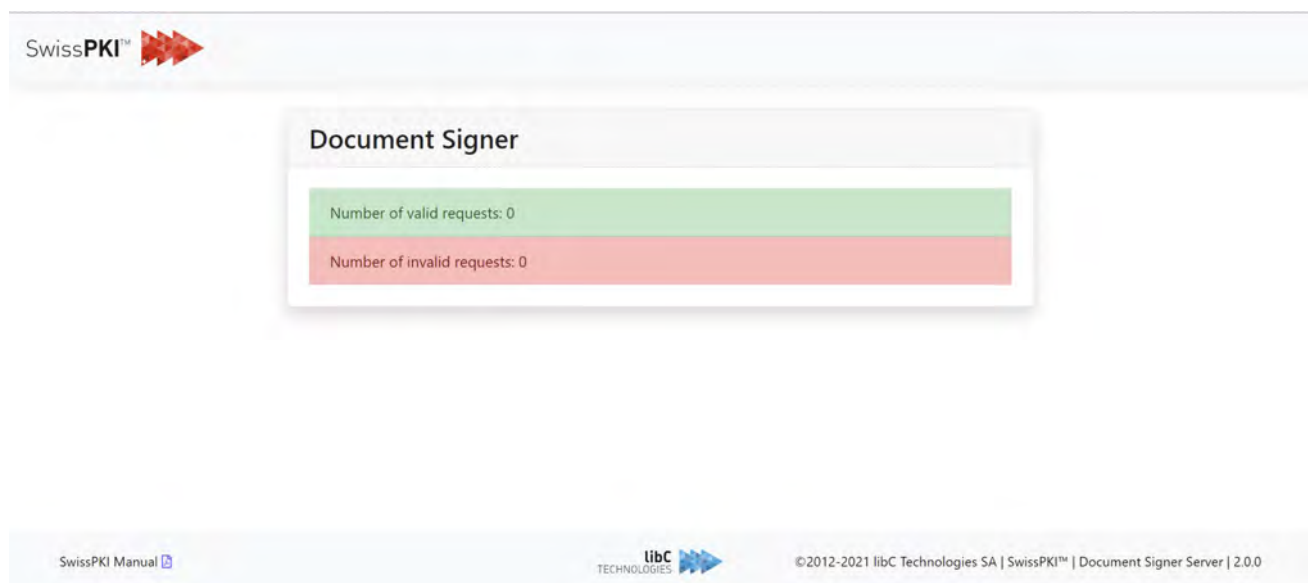 SwissPKI™
Document Signer
Number of valid requests: 0
Number of invalid requests: 0
SwissPKI Manual
libC
TECHNOLOGIES
©2012-2021 libC Technologies SA | SwissPKI™ | Document Signer Server | 2.0.0